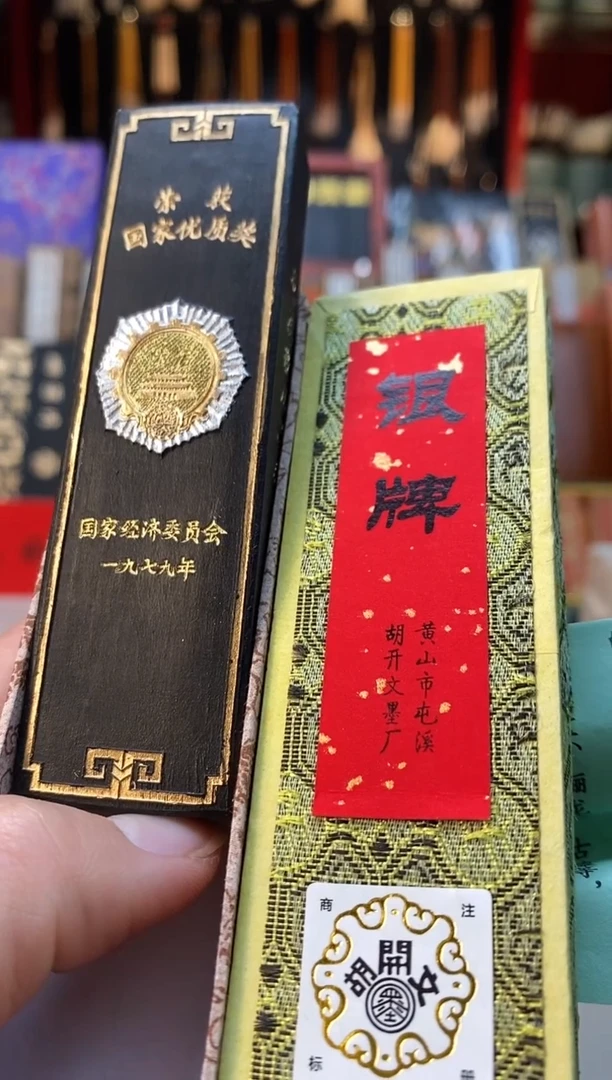 荣获
国家优质奖
国家经济委员会
一九七九年
银牌
黄山市屯溪
胡开文墨厂
注册商标
胡開文
墨